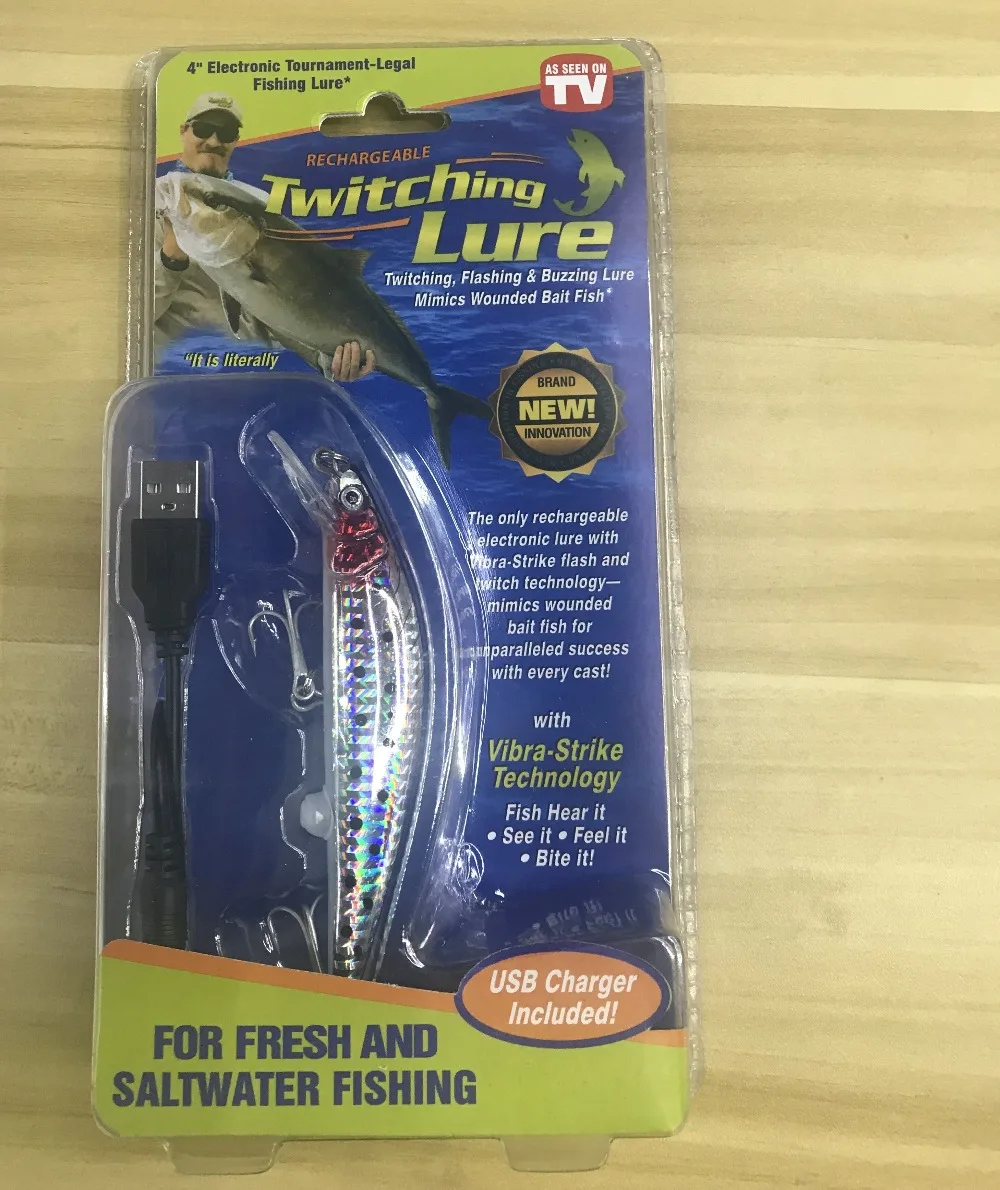 4" Electronic Tournament-Legal
Fishing Lure*
AS SEEN ON
TV
RECHARGEABLE
Twitching
Lure
Twitching, Flashing & Buzzing Lure
Mimics Wounded Bait Fish*
"It is literally
BRAND
NEW!
INNOVATION
The only rechargeable
electronic lure with
Vibra-Strike flash and
twitch technology—
mimics wounded
bait fish for
unparalleled success
with every cast!
with
Vibra-Strike
Technology
Fish Hear it
• See it • Feel it
• Bite it!
USB Charger
Included!
FOR FRESH AND
SALTWATER FISHING